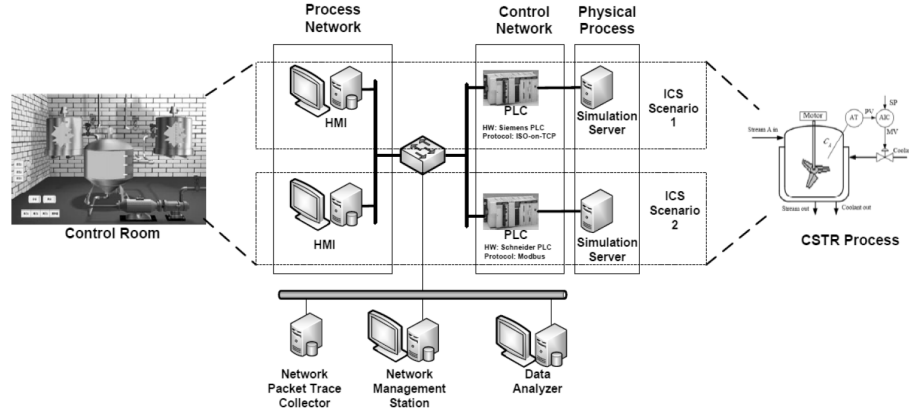 Process
Network
Control
Network
Physical
Process
HMI
PLC
HW: Siemens PLC
Protocol: ISO-on-TCP
Simulation
Server
ICS
Scenario
1
HMI
PLC
HW: Schneider PLC
Protocol: Modbus
Simulation
Server
ICS
Scenario
2
Control Room
Motor
Stream A in
AT
PV
SP
AIC
MV
Coolant
Stream out
Coolant out
CSTR Process
Network
Packet Trace
Collector
Network
Management
Station
Data
Analyzer